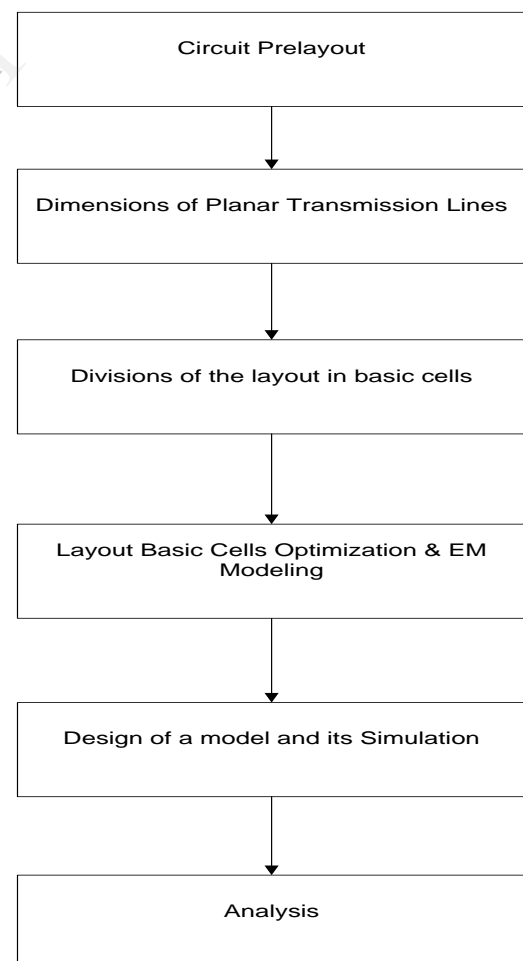 Circuit Prelayout
Dimensions of Planar Transmission Lines
Divisions of the layout in basic cells
Layout Basic Cells Optimization & EM
Modeling
Design of a model and its Simulation
Analysis